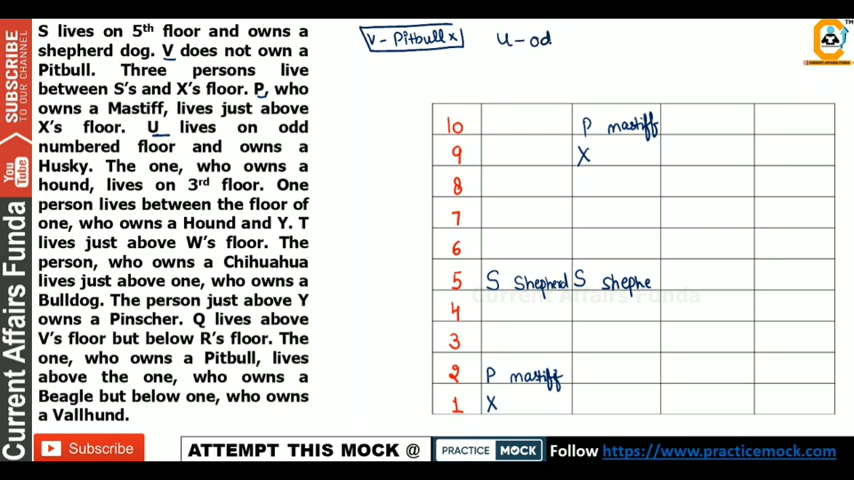 S lives on 5th floor and owns a
shepherd dog. V does not own a
Pitbull. Three persons live
between S's and X's floor. P, who
owns a Mastiff, lives just above
X's floor. U lives on odd
numbered floor and owns a
Husky. The one, who owns a
hound, lives on 3rd floor. One
person lives between the floor of
one, who owns a Hound and Y. T
lives just above W's floor. The
person, who owns a Chihuahua
lives just above one, who owns a
Bulldog. The person just above Y
owns a Pinscher. Q lives above
V's floor but below R's floor. The
one, who owns a Pitbull, lives
above the one, who owns a
Beagle but below one, who owns
a Vallhund.
V - Pitbull x
U - od
10 P mastiff
9 X
8
7
6
5 S Shepherd S shephe
4
3
2 P mastiff
1 X
Current Affairs Funda
SUBSCRIBE
TO OUR CHANNEL
You Tube
Current Affairs Funda
CURRENT AFFAIRS FUNDA
Subscribe
ATTEMPT THIS MOCK @ PRACTICE MOCK Follow https://www.practicemock.com